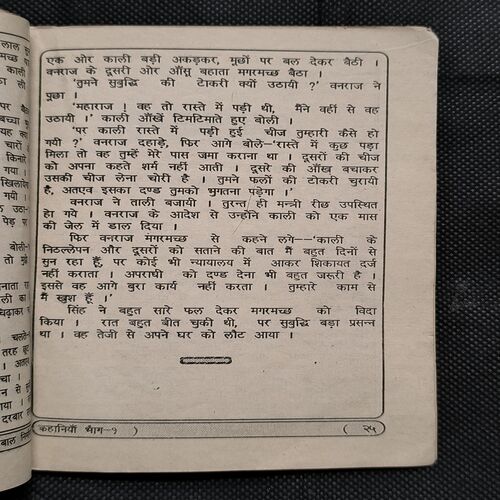 एक ओर काली बड़ी अकड़कर, मूछों पर बल देकर बैठी ।
वनराज के दूसरी ओर आँसू बहाता मगरमच्छ बैठा ।
'तुमने सुबुद्धि की टोकरी क्यों उठायी ?' वनराज ने
पूछा ।
'महाराज ! वह तो रास्ते में पड़ी थी, मैंने वहीं से वह
उठायी ।' काली आँखें टिमटिमाते हुए बोली ।
'पर काली रास्ते में पड़ी हुई चीज तुम्हारी कैसे हो
गयी ?' वनराज दहाड़े, फिर आगे बोले–'रास्ते में कुछ पड़ा
मिला तो वह तुम्हें मेरे पास जमा कराना था । दूसरों की चीज
को अपना कहते शर्म नहीं आती । दूसरे की आँख बचाकर
उसकी चीज लेना चोरी है । तुमने फलों की टोकरी चुरायी
है, अतएव इसका दण्ड तुमको भुगतना पड़ेगा ।'
वनराज ने ताली बजायी । तुरन्त ही मन्त्री रीछ उपस्थित
हो गये । वनराज के आदेश से उन्होंने काली को एक मास
की जेल में डाल दिया ।
फिर वनराज मगरमच्छ से कहने लगे—'काली के
निठल्लेपन और दूसरों को सताने की बात मैं बहुत दिनों से
सुन रहा हूँ, पर कोई भी न्यायालय में आकर शिकायत दर्ज
नहीं कराता । अपराधी को दण्ड देना भी बहुत जरूरी है ।
इससे वह आगे बुरा कार्य नहीं करता । तुम्हारे काम से
मैं खुश हूँ ।'
सिंह ने बहुत सारे फल देकर मगरमच्छ को विदा
किया । रात बहुत बीत चुकी थी, पर सुबुद्धि बड़ा प्रसन्न
था । वह तेजी से अपने घर को लौट आया ।
कहानियाँ भाग-१ ) ( २५